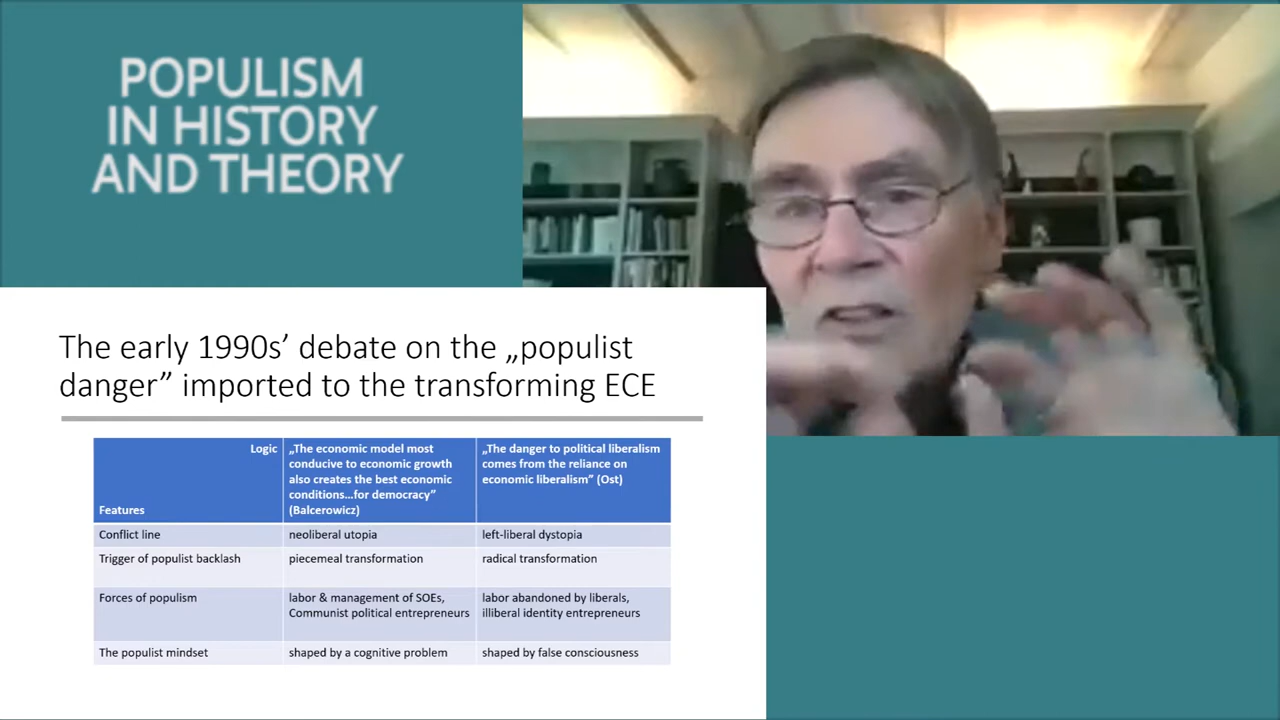 POPULISM
IN HISTORY
AND THEORY
The early 1990s’ debate on the „populist
danger” imported to the transforming ECE
Logic
Features
„The economic model most
conducive to economic growth
also creates the best economic
conditions…for democracy”
(Balcerowicz)
„The danger to political liberalism
comes from the reliance on
economic liberalism” (Ost)
Conflict line
neoliberal utopia
left-liberal dystopia
Trigger of populist backlash
piecemeal transformation
radical transformation
Forces of populism
labor & management of SOEs,
Communist political entrepreneurs
labor abandoned by liberals,
illiberal identity entrepreneurs
The populist mindset
shaped by a cognitive problem
shaped by false consciousness